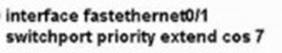 interface fastethernet0/1
switchport priority extend cos 7